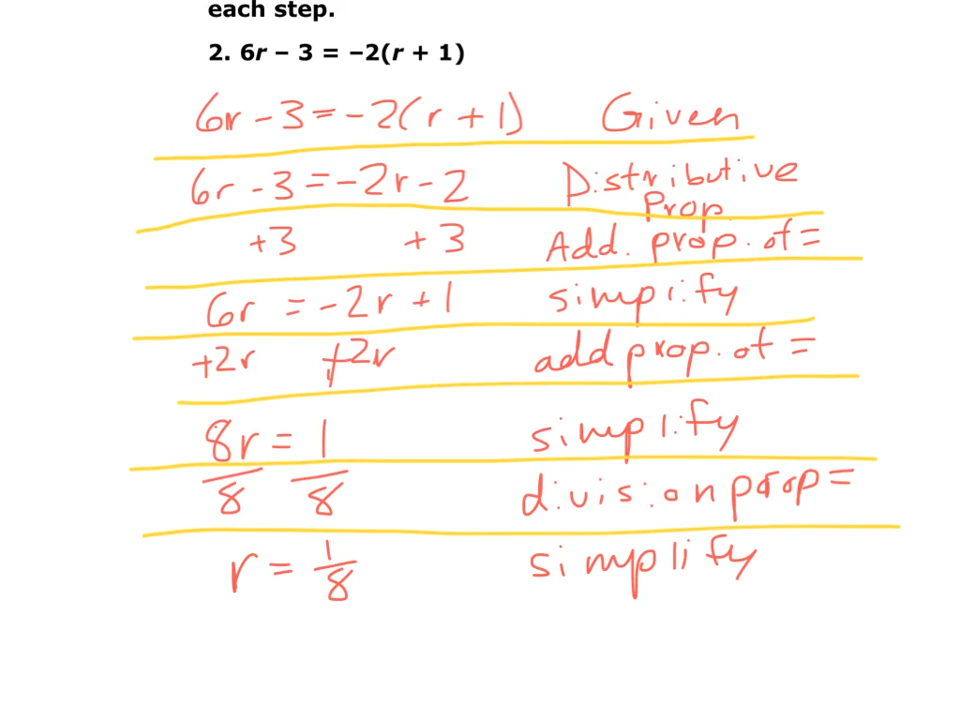 each step.
2. 6r – 3 = –2(r + 1)
6r - 3 = -2(r + 1) Given
6r - 3 = -2r - 2 Distributive
Prop.
+3 +3 Add. prop. of =
6r = -2r + 1 simplify
+2r +2r add prop. of =
8r = 1 simplify
8 8 division prop =
r = 1/8 simplify